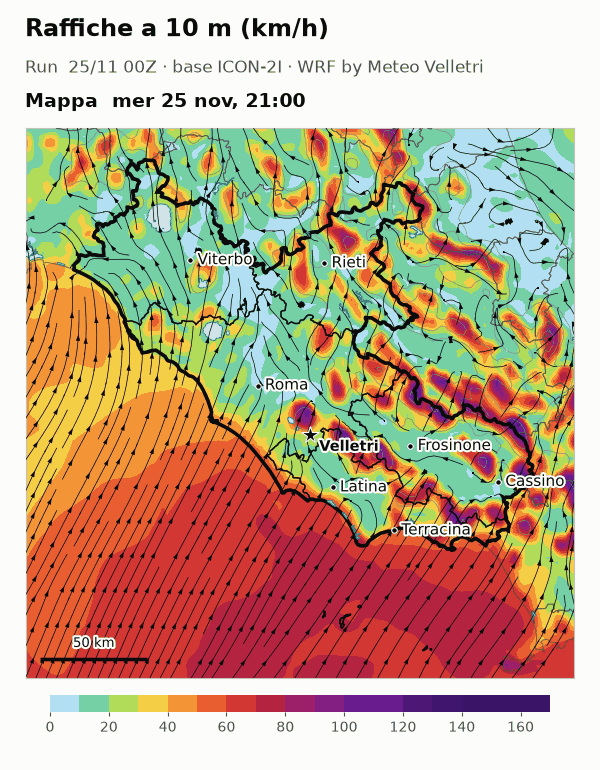 Raffiche a 10 m (km/h)
Run  25/11 00Z · base ICON-2I · WRF by Meteo Velletri
Mappa  mer 25 nov, 21:00
Viterbo
Rieti
Roma
Velletri
Frosinone
Cassino
Latina
Terracina
50 km
0 20 40 60 80 100 120 140 160